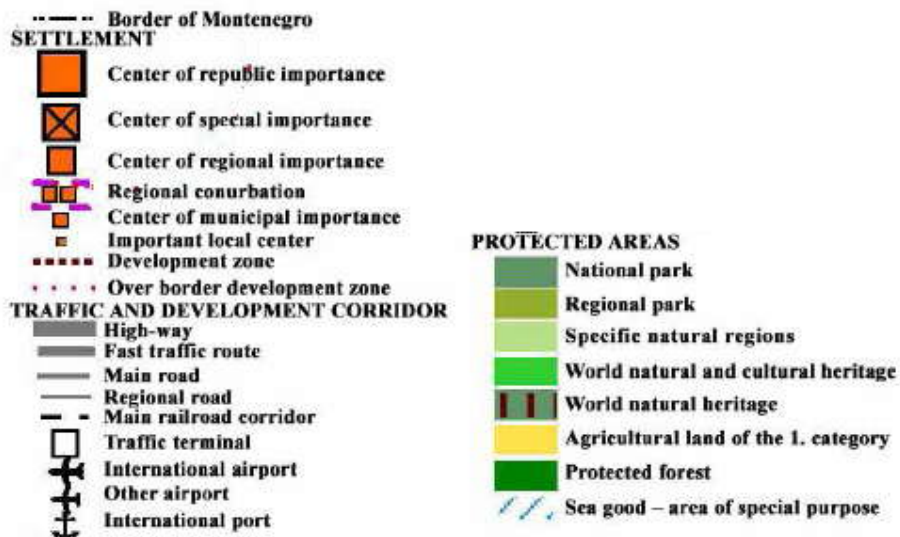 Border of Montenegro
SETTLEMENT
Center of republic importance
Center of special importance
Center of regional importance
Regional conurbation
Center of municipal importance
Important local center
Development zone
Over border development zone
TRAFFIC AND DEVELOPMENT CORRIDOR
High-way
Fast traffic route
Main road
Regional road
Main railroad corridor
Traffic terminal
International airport
Other airport
International port
PROTECTED AREAS
National park
Regional park
Specific natural regions
World natural and cultural heritage
World natural heritage
Agricultural land of the 1. category
Protected forest
Sea good – area of special purpose